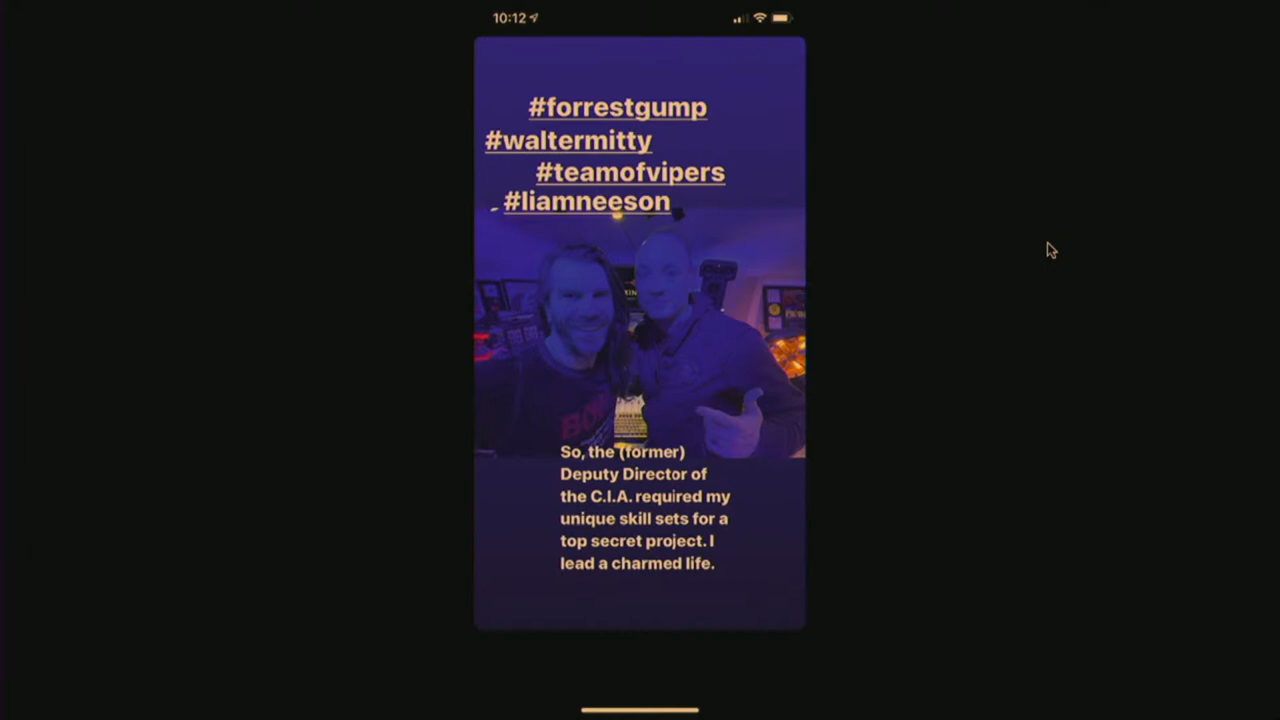 10:12
#forrestgump
#waltermitty
#teamofvipers
#liamneeson
So, the (former)
Deputy Director of
the C.I.A. required my
unique skill sets for a
top secret project. I
lead a charmed life.